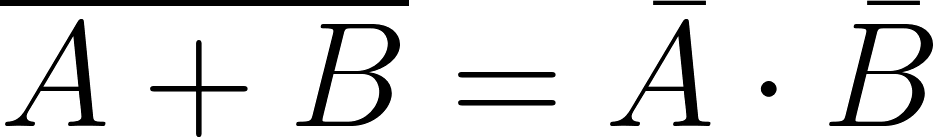 $\overline{A + B} = \bar{A} \cdot \bar{B}$